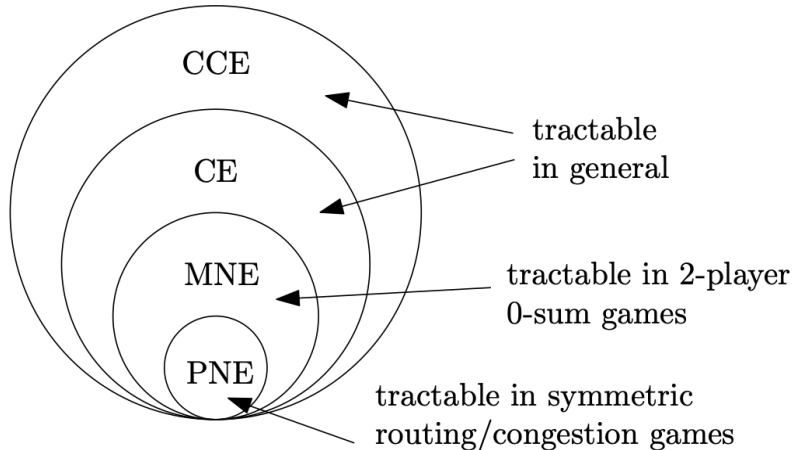 CCE
tractable
in general
CE
MNE
tractable in 2-player
0-sum games
PNE
tractable in symmetric
routing/congestion games